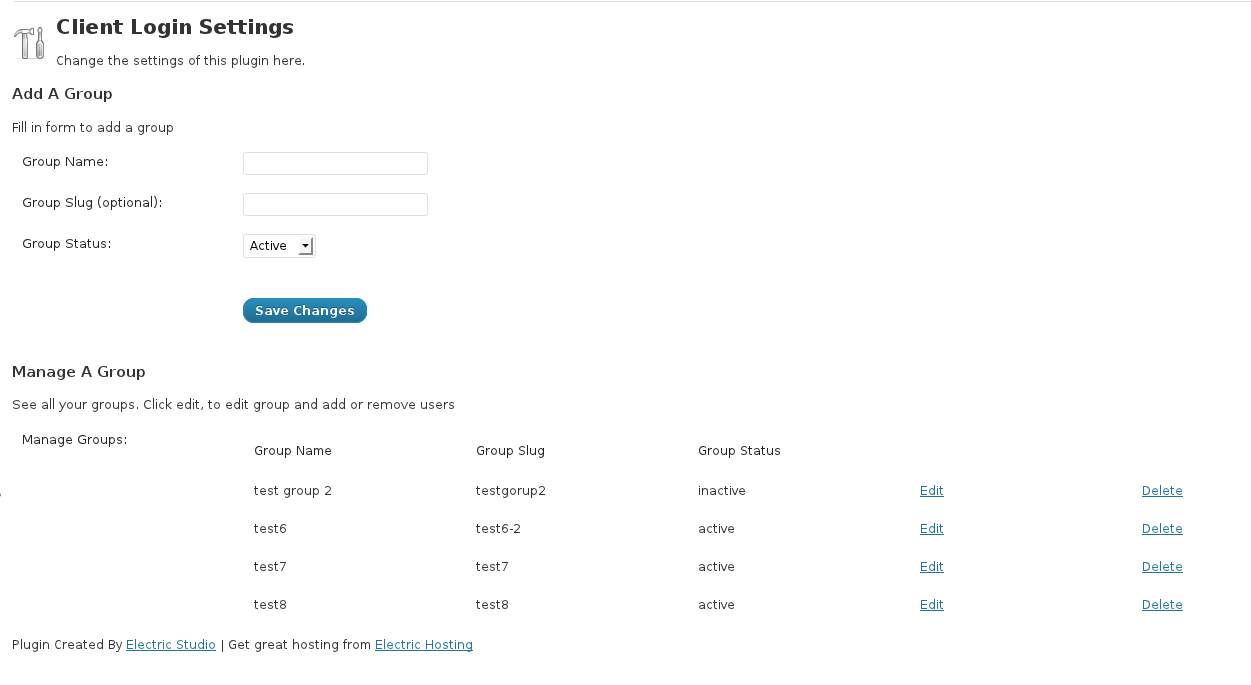 Client Login Settings
Change the settings of this plugin here.
Add A Group
Fill in form to add a group
Group Name:
Group Slug (optional):
Group Status: Active
Save Changes
Manage A Group
See all your groups. Click edit, to edit group and add or remove users
Manage Groups:
Group Name Group Slug Group Status
test group 2 testgorup2 inactive Edit Delete
test6 test6-2 active Edit Delete
test7 test7 active Edit Delete
test8 test8 active Edit Delete
Plugin Created By Electric Studio | Get great hosting from Electric Hosting